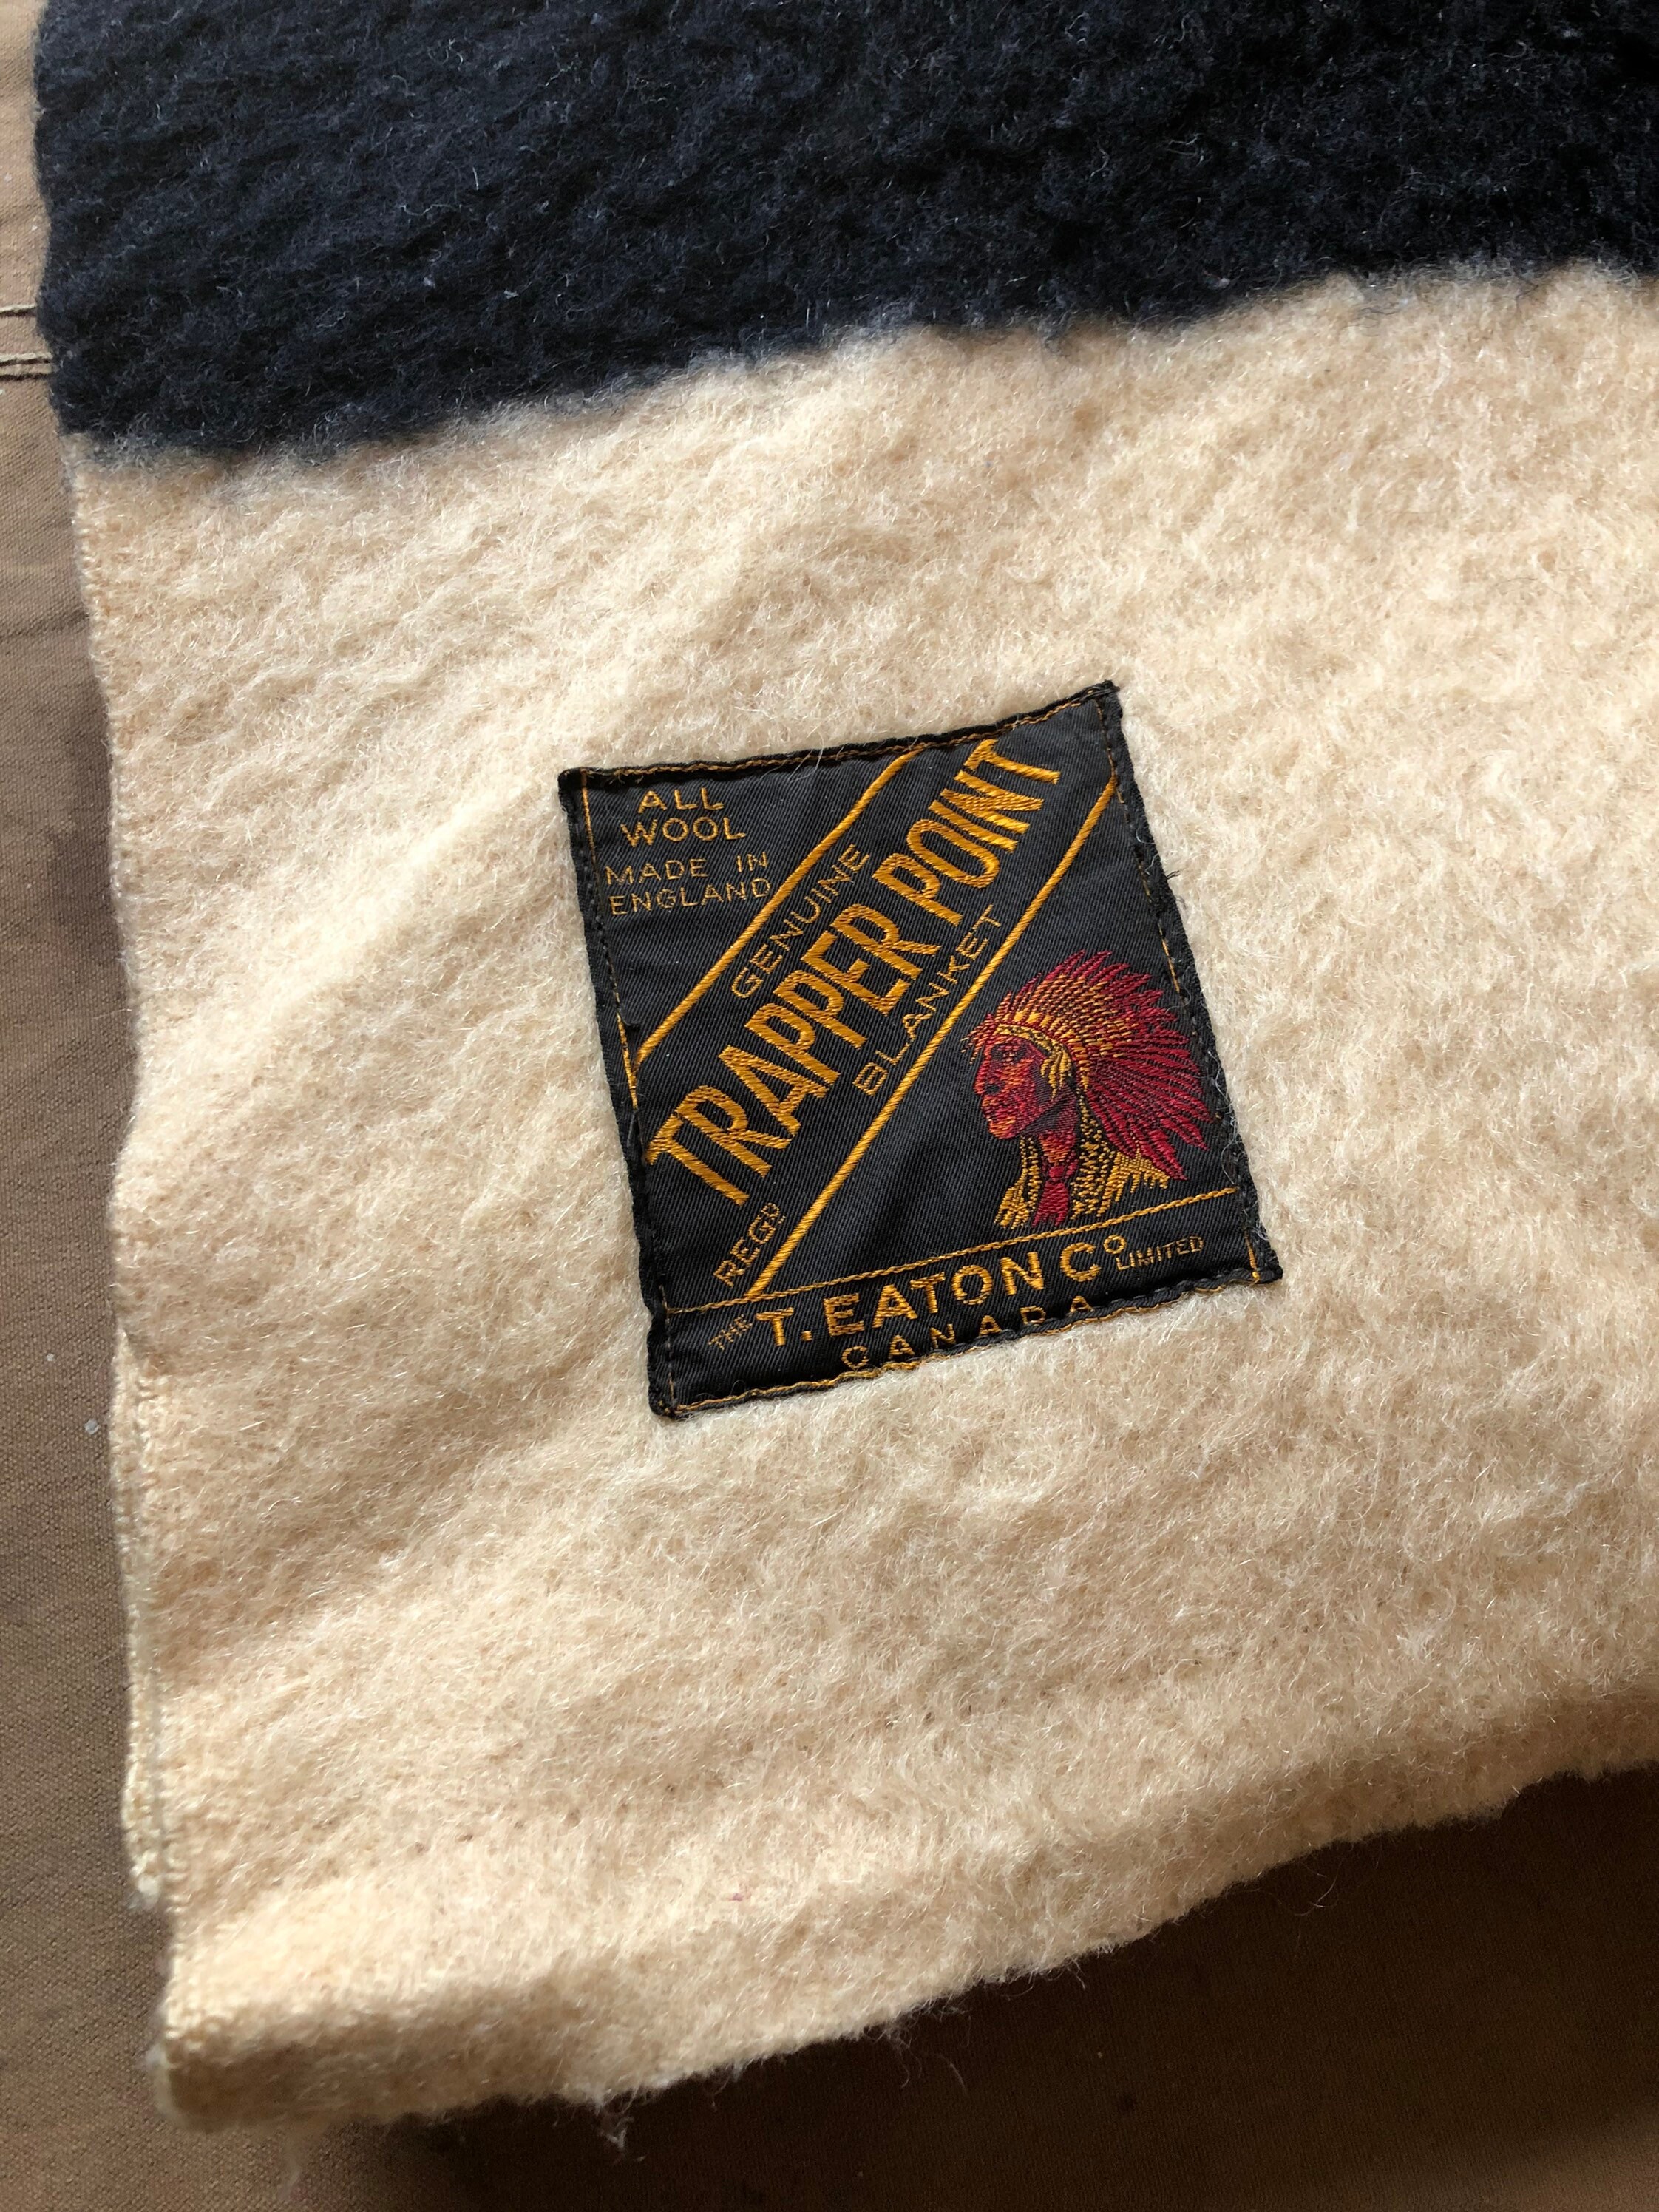 ALL
WOOL
MADE IN
ENGLAND
GENUINE
TRAPPER POINT
BLANKET
REGD
THE T. EATON CO LIMITED
CANADA